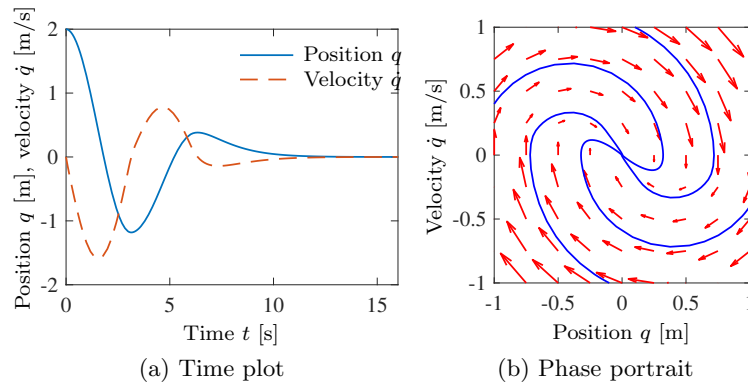 Position q [m], velocity q̇ [m/s]
2
1
0
-1
-2
0
5
10
15
Time t [s]
Position q
Velocity q̇
(a) Time plot
Velocity q̇ [m/s]
1
0.5
0
-0.5
-1
-1
-0.5
0
0.5
1
Position q [m]
(b) Phase portrait